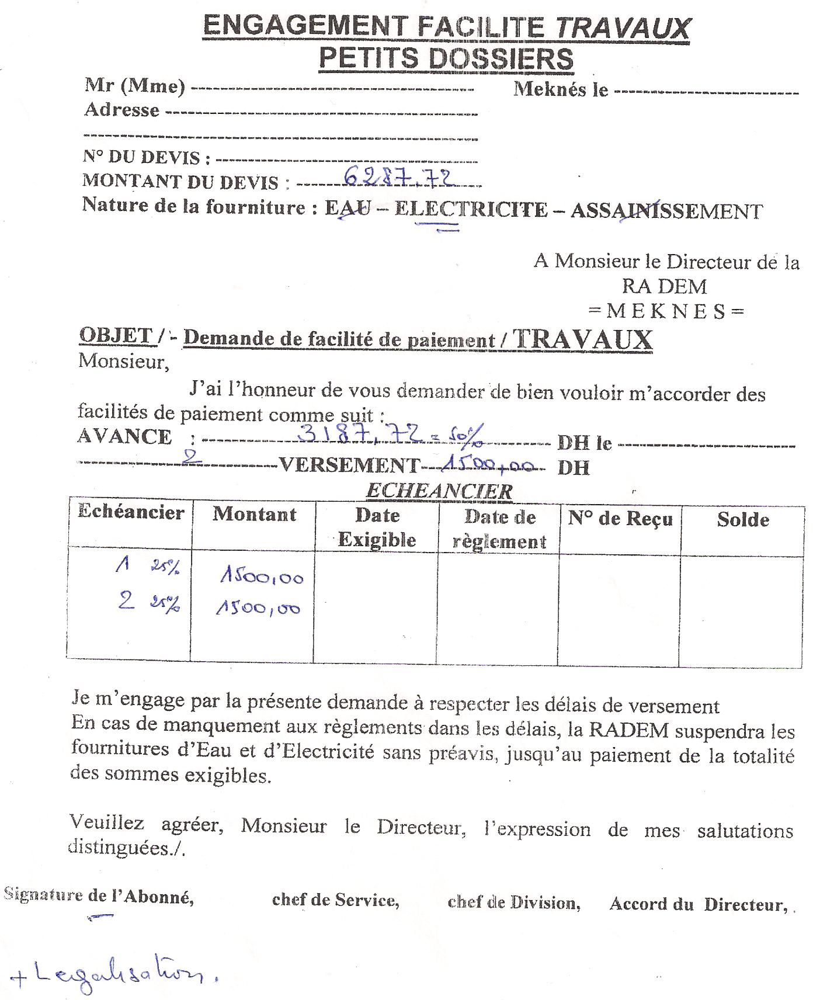 ENGAGEMENT FACILITE TRAVAUX
PETITS DOSSIERS
Mr (Mme) ---------- Meknés le ----------
Adresse ----------
----------
N° DU DEVIS : ----------
MONTANT DU DEVIS : ------6287,72------
Nature de la fourniture : EAU – ELECTRICITE – ASSAINISSEMENT
A Monsieur le Directeur de la
RA DEM
= M E K N E S =
OBJET / - Demande de facilité de paiement / TRAVAUX
Monsieur,
J'ai l'honneur de vous demander de bien vouloir m'accorder des
facilités de paiement comme suit :
AVANCE : ------3187,72 = 50%------ DH le ----------
------2------VERSEMENT---1500,00--- DH
ECHEANCIER
Echéancier Montant Date Exigible Date de règlement N° de Reçu Solde
1 25% 1500,00
2 25% 1500,00
Je m'engage par la présente demande à respecter les délais de versement
En cas de manquement aux règlements dans les délais, la RADEM suspendra les
fournitures d'Eau et d'Electricité sans préavis, jusqu'au paiement de la totalité
des sommes exigibles.
Veuillez agréer, Monsieur le Directeur, l'expression de mes salutations
distinguées./.
Signature de l'Abonné, chef de Service, chef de Division, Accord du Directeur,
+ Legalisation.